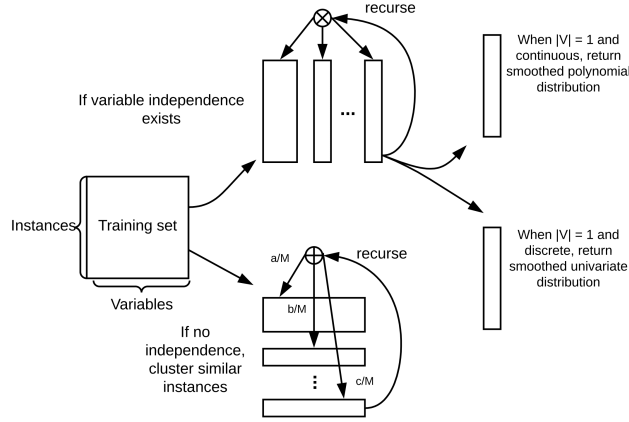 recurse
If variable independence
exists
...
When |V| = 1 and
continuous, return
smoothed polynomial
distribution
Instances
Training set
Variables
When |V| = 1 and
discrete, return
smoothed univariate
distribution
a/M
recurse
b/M
If no
independence,
cluster similar
instances
...
c/M